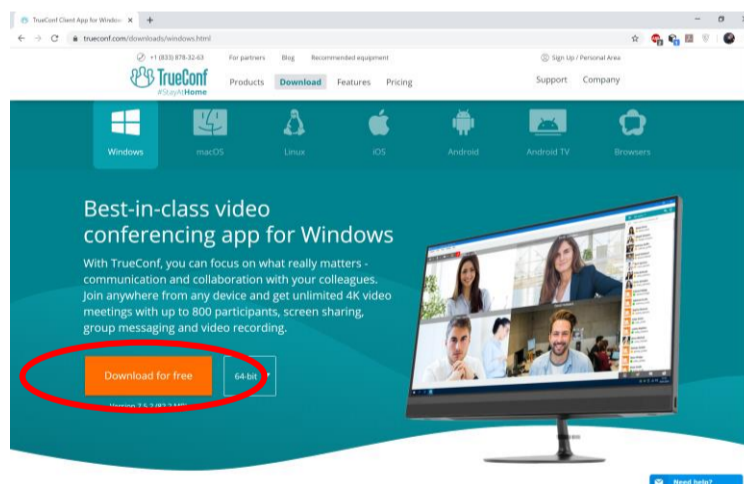 TrueConf Client App for Window
trueconf.com/downloads/windows.html
+1 (833) 878-32-63 For partners Blog Recommended equipment Sign Up / Personal Area
TrueConf
#StayAtHome
Products Download Features Pricing Support Company
Windows macOS Linux iOS Android Android TV Browsers
Best-in-class video
conferencing app for Windows
With TrueConf, you can focus on what really matters -
communication and collaboration with your colleagues.
Join anywhere from any device and get unlimited 4K video
meetings with up to 800 participants, screen sharing,
group messaging and video recording.
Download for free 64-bit
Need help?